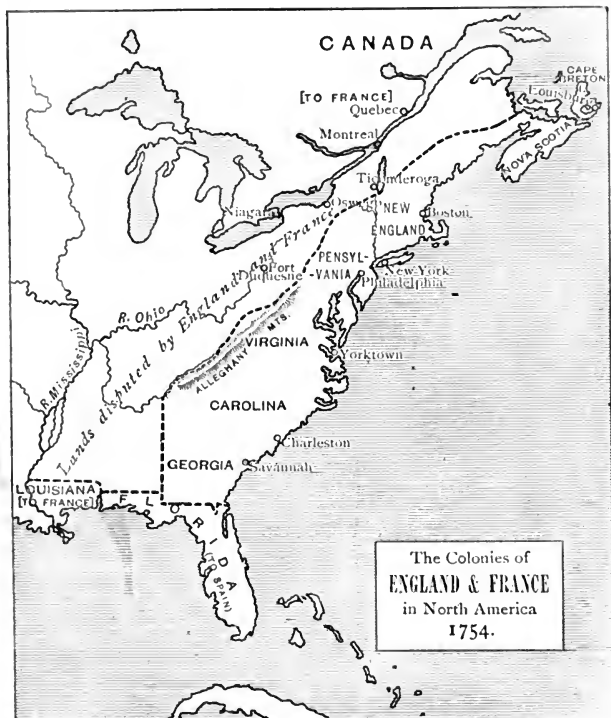 CANADA
[TO FRANCE]
Quebec
Montreal
CAPE
BRETON
Louisburg
NOVA SCOTIA
Ticonderoga
Oswego
Niagara
NEW
ENGLAND
Boston
PENSYL-
VANIA
New York
Philadelphia
Fort
Duquesne
Lands disputed by England and France
R. Ohio
R. Mississippi
ALLEGHANY MTS.
VIRGINIA
Yorktown
CAROLINA
Charleston
GEORGIA
Savannah
LOUISIANA
[TO FRANCE]
FLORIDA
(TO SPAIN)
The Colonies of
ENGLAND & FRANCE
in North America
1754.